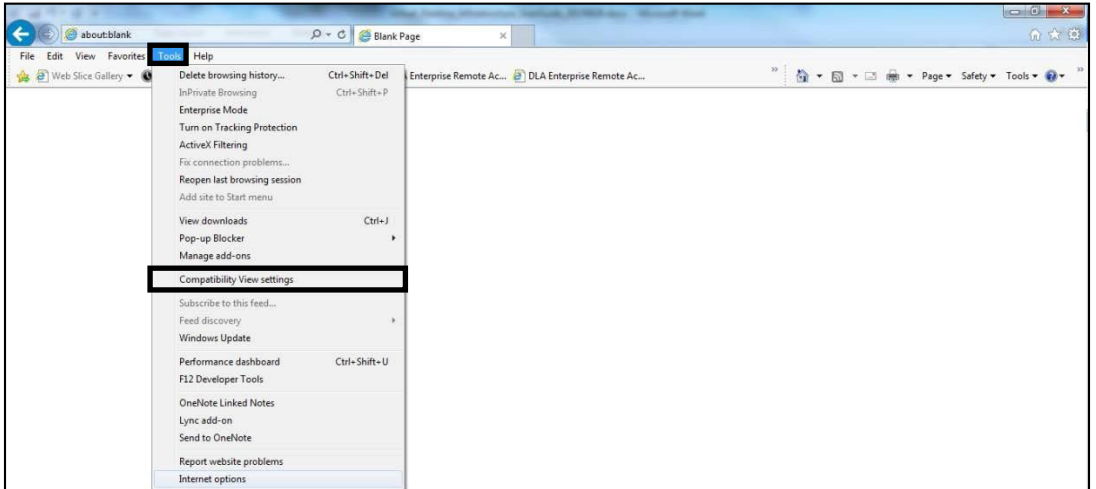 about:blank
Blank Page
File Edit View Favorites Tools Help
Web Slice Gallery Enterprise Remote Ac... DLA Enterprise Remote Ac... Page Safety Tools
Delete browsing history... Ctrl+Shift+Del
InPrivate Browsing Ctrl+Shift+P
Enterprise Mode
Turn on Tracking Protection
ActiveX Filtering
Fix connection problems...
Reopen last browsing session
Add site to Start menu
View downloads Ctrl+J
Pop-up Blocker
Manage add-ons
Compatibility View settings
Subscribe to this feed...
Feed discovery
Windows Update
Performance dashboard Ctrl+Shift+U
F12 Developer Tools
OneNote Linked Notes
Lync add-on
Send to OneNote
Report website problems
Internet options